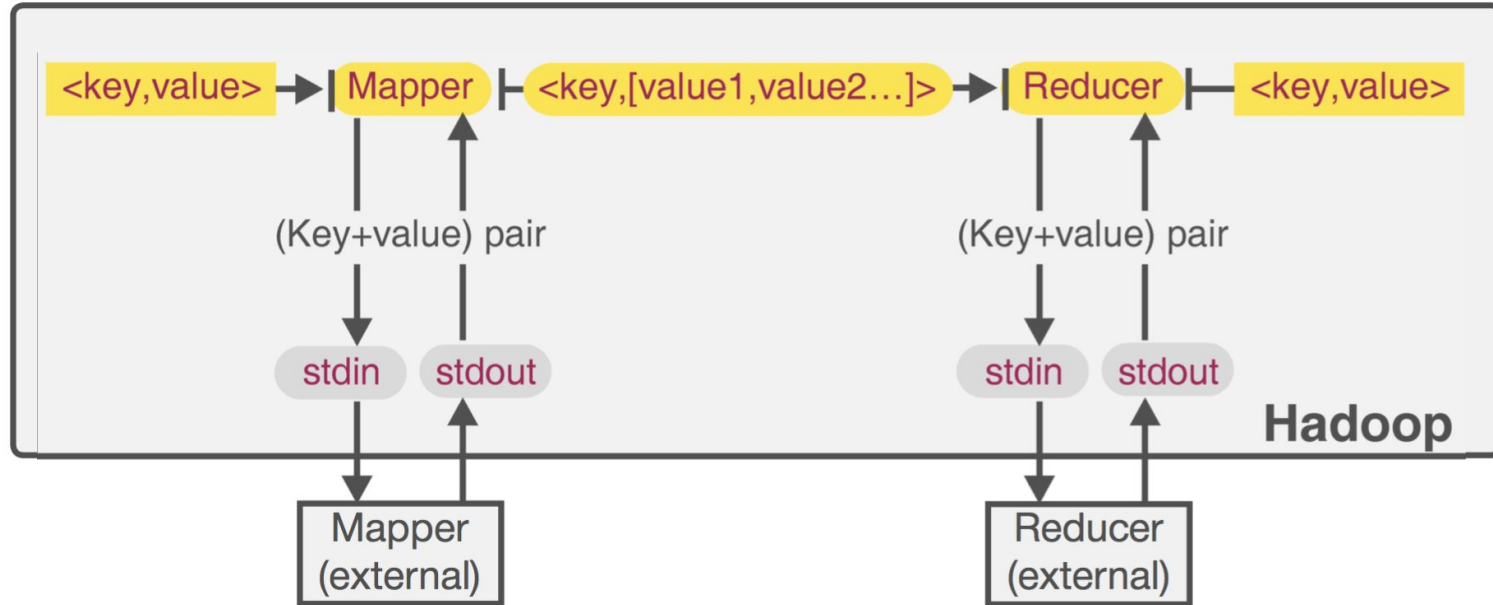 <key,value>
Mapper
<key,[value1,value2...]>
Reducer
<key,value>
(Key+value) pair
(Key+value) pair
stdin
stdout
stdin
stdout
Hadoop
Mapper
(external)
Reducer
(external)